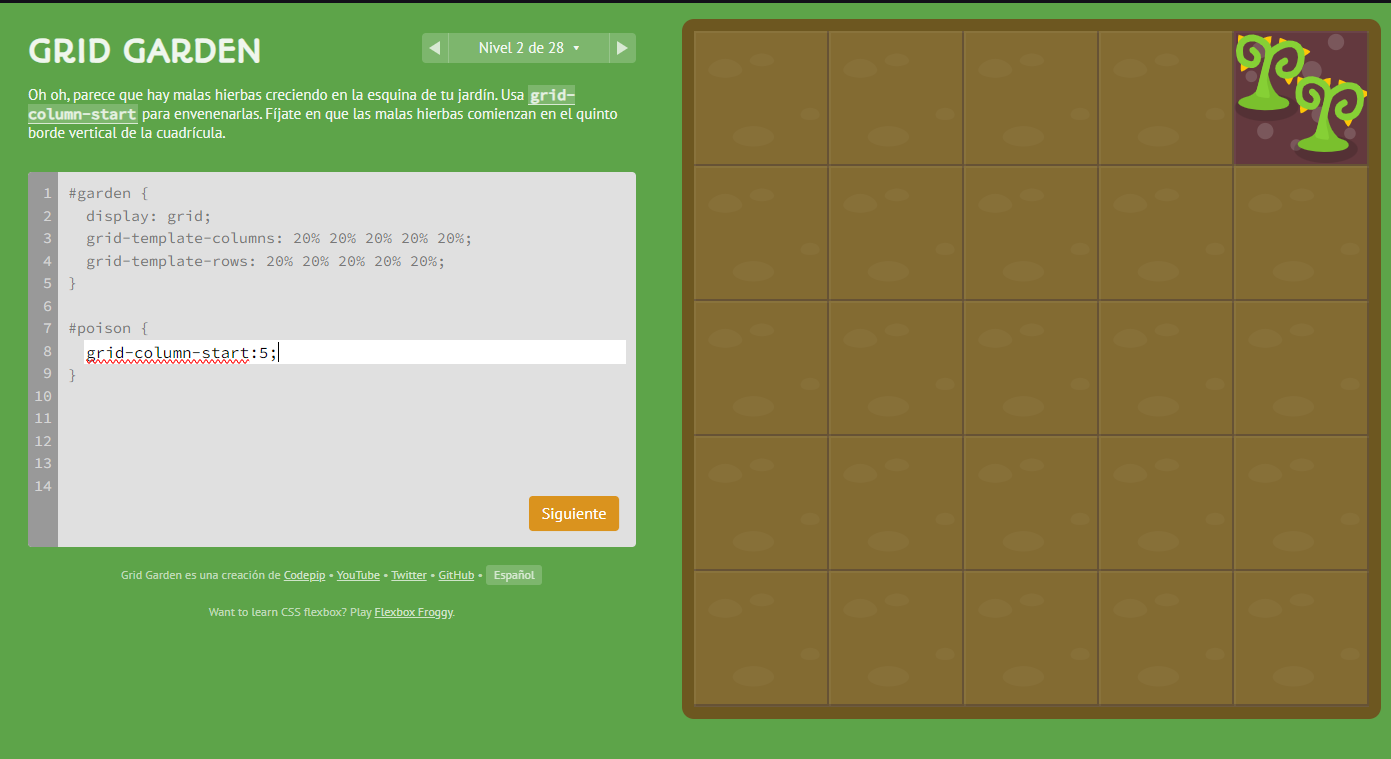 GRID GARDEN
Nivel 2 de 28
Oh oh, parece que hay malas hierbas creciendo en la esquina de tu jardín. Usa grid-
column-start para envenenarlas. Fíjate en que las malas hierbas comienzan en el quinto
borde vertical de la cuadrícula.
1 #garden {
2 display: grid;
3 grid-template-columns: 20% 20% 20% 20% 20%;
4 grid-template-rows: 20% 20% 20% 20% 20%;
5 }
6
7 #poison {
8 grid-column-start:5;
9 }
10
11
12
13
14
Siguiente
Grid Garden es una creación de Codepip • YouTube • Twitter • GitHub • Español
Want to learn CSS flexbox? Play Flexbox Froggy.